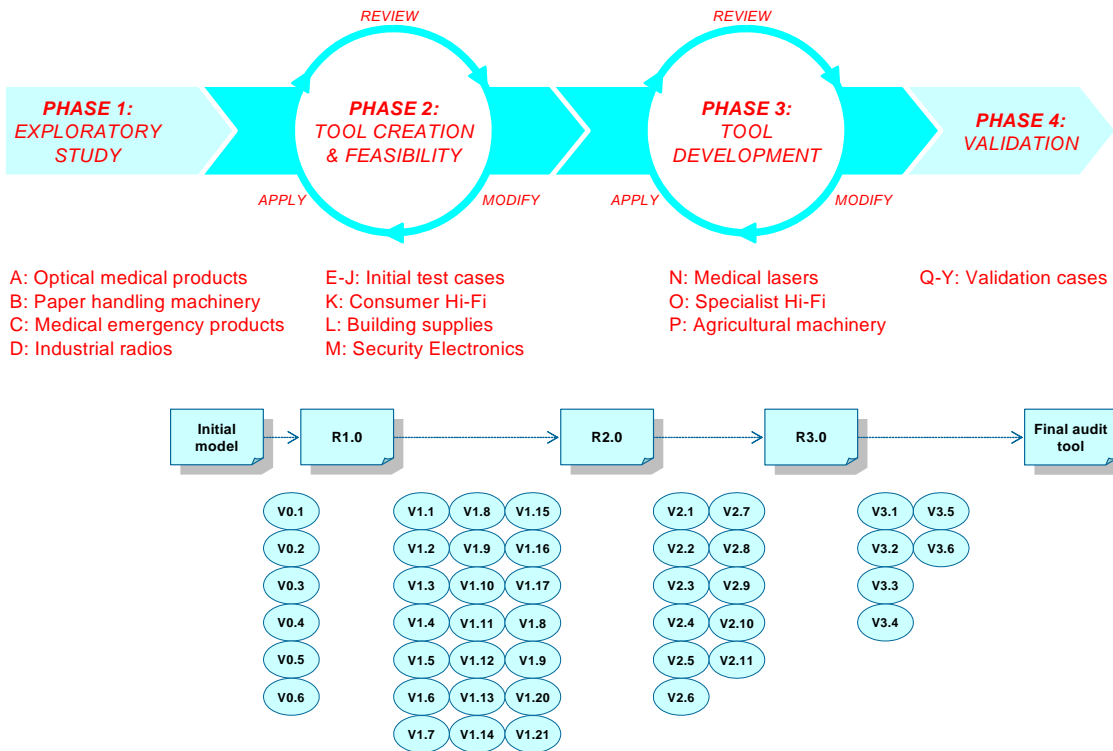 REVIEW
REVIEW
PHASE 1:
EXPLORATORY
STUDY
PHASE 2:
TOOL CREATION
& FEASIBILITY
PHASE 3:
TOOL
DEVELOPMENT
PHASE 4:
VALIDATION
APPLY
MODIFY
APPLY
MODIFY
A: Optical medical products
B: Paper handling machinery
C: Medical emergency products
D: Industrial radios
E-J: Initial test cases
K: Consumer Hi-Fi
L: Building supplies
M: Security Electronics
N: Medical lasers
O: Specialist Hi-Fi
P: Agricultural machinery
Q-Y: Validation cases
Initial
model
R1.0
R2.0
R3.0
Final audit
tool
V0.1
V0.2
V0.3
V0.4
V0.5
V0.6
V1.1
V1.2
V1.3
V1.4
V1.5
V1.6
V1.7
V1.8
V1.9
V1.10
V1.11
V1.12
V1.13
V1.14
V1.15
V1.16
V1.17
V1.8
V1.9
V1.20
V1.21
V2.1
V2.2
V2.3
V2.4
V2.5
V2.6
V2.7
V2.8
V2.9
V2.10
V2.11
V3.1
V3.2
V3.3
V3.4
V3.5
V3.6